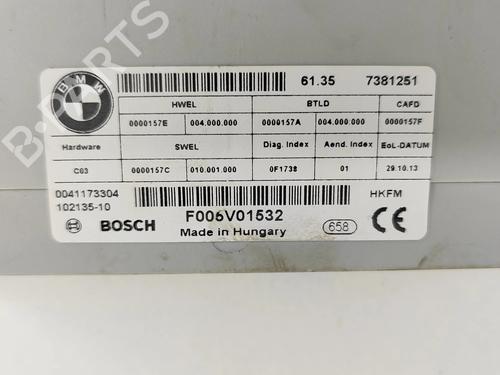 BMW
61.35 7381251
HWEL BTLD CAFD
0000157E 004.000.000 0000157A 004.000.000 0000157F
Hardware SWEL Diag. Index Aend. Index EoL-DATUM
C03 0000157C 010.001.000 0F1738 01 29.10.13
0041173304 HKFM
102135-10
BOSCH F006V01532 658 CE
Made in Hungary
B-PARTS